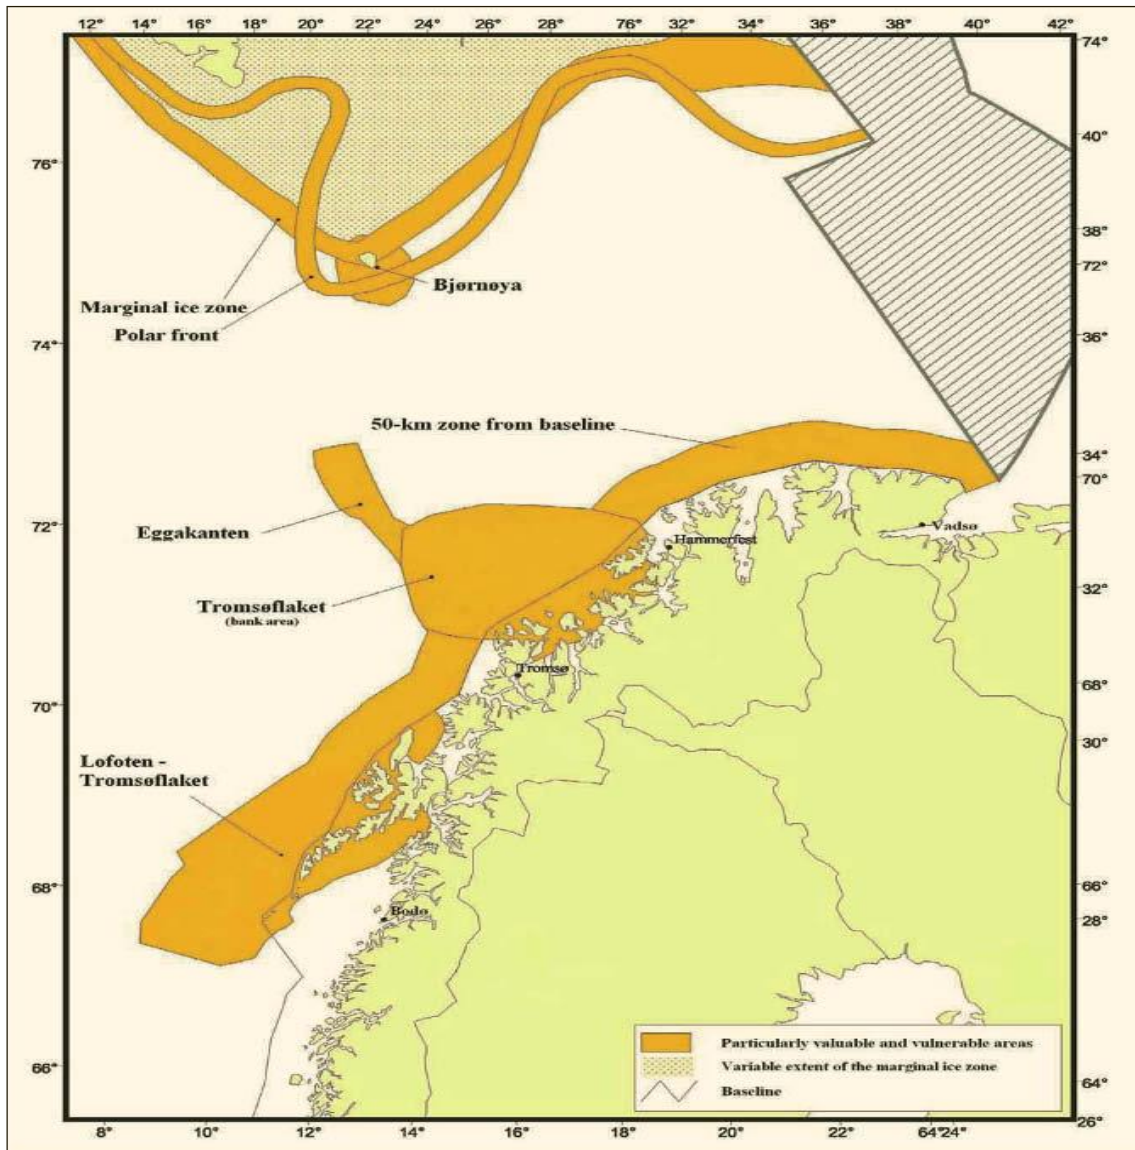 12° 14° 16° 18° 20° 22° 24° 26° 28° 30° 76° 32° 34° 36° 38° 40° 42°
74°
40°
76°
38°
72°
Bjørnøya
Marginal ice zone
Polar front
36°
74°
50-km zone from baseline
34°
70°
72°
Eggakanten
Vadsø
Hammerfest
32°
Tromsøflaket
(bank area)
Tromsø
68°
70°
30°
Lofoten -
Tromsøflaket
68°
66°
Bodø
28°
Particularly valuable and vulnerable areas
66°
Variable extent of the marginal ice zone
64°
Baseline
26°
8° 10° 12° 14° 16° 18° 20° 22° 64° 24°